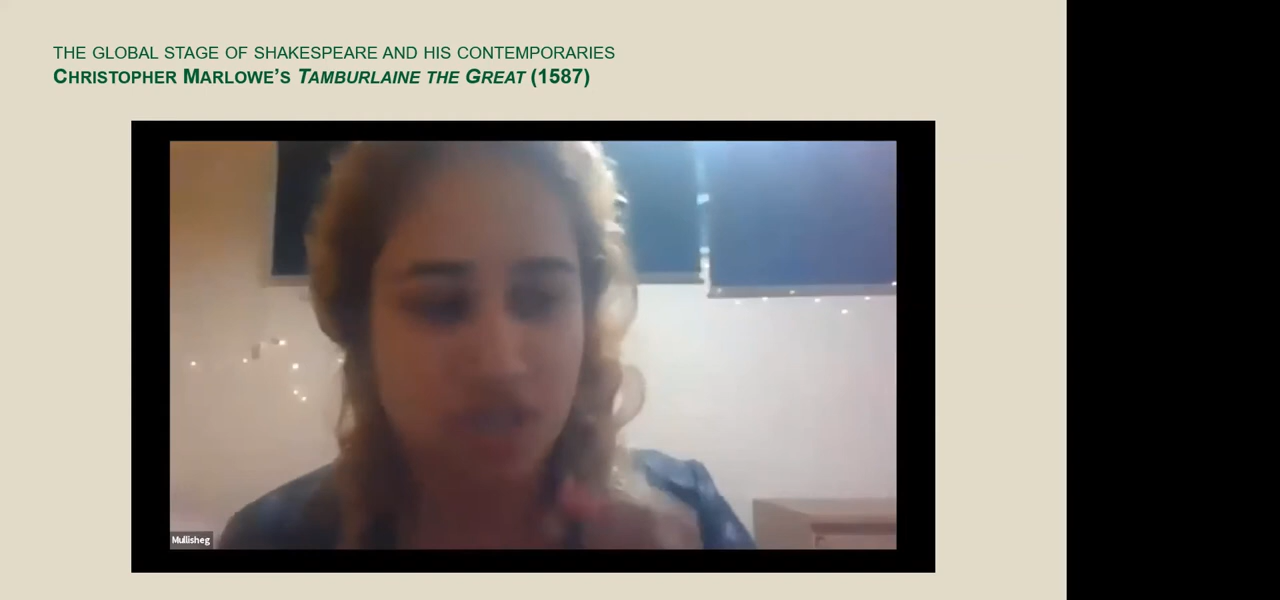 THE GLOBAL STAGE OF SHAKESPEARE AND HIS CONTEMPORARIES
CHRISTOPHER MARLOWE'S TAMBURLAINE THE GREAT (1587)
Mullisheg